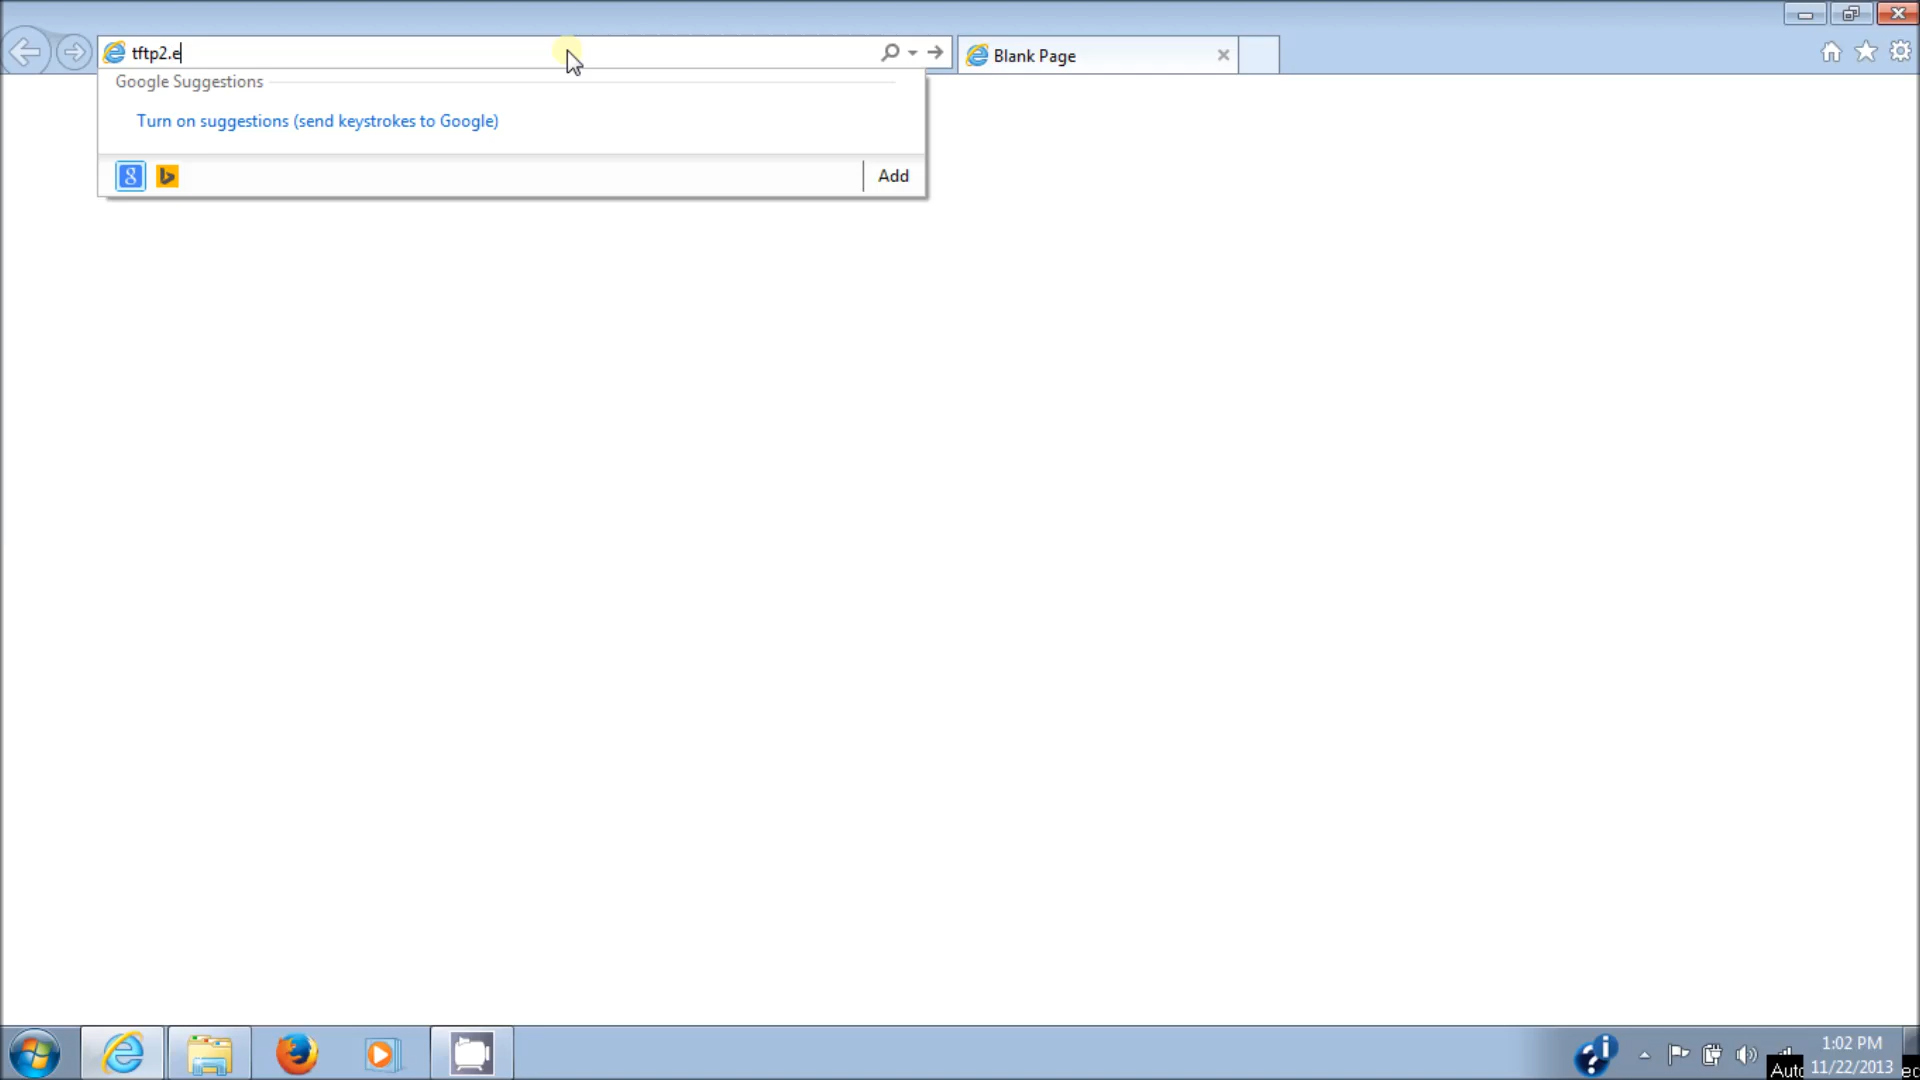 tftp2.e
Blank Page
Google Suggestions
Turn on suggestions (send keystrokes to Google)
Add
1:02 PM
11/22/2013